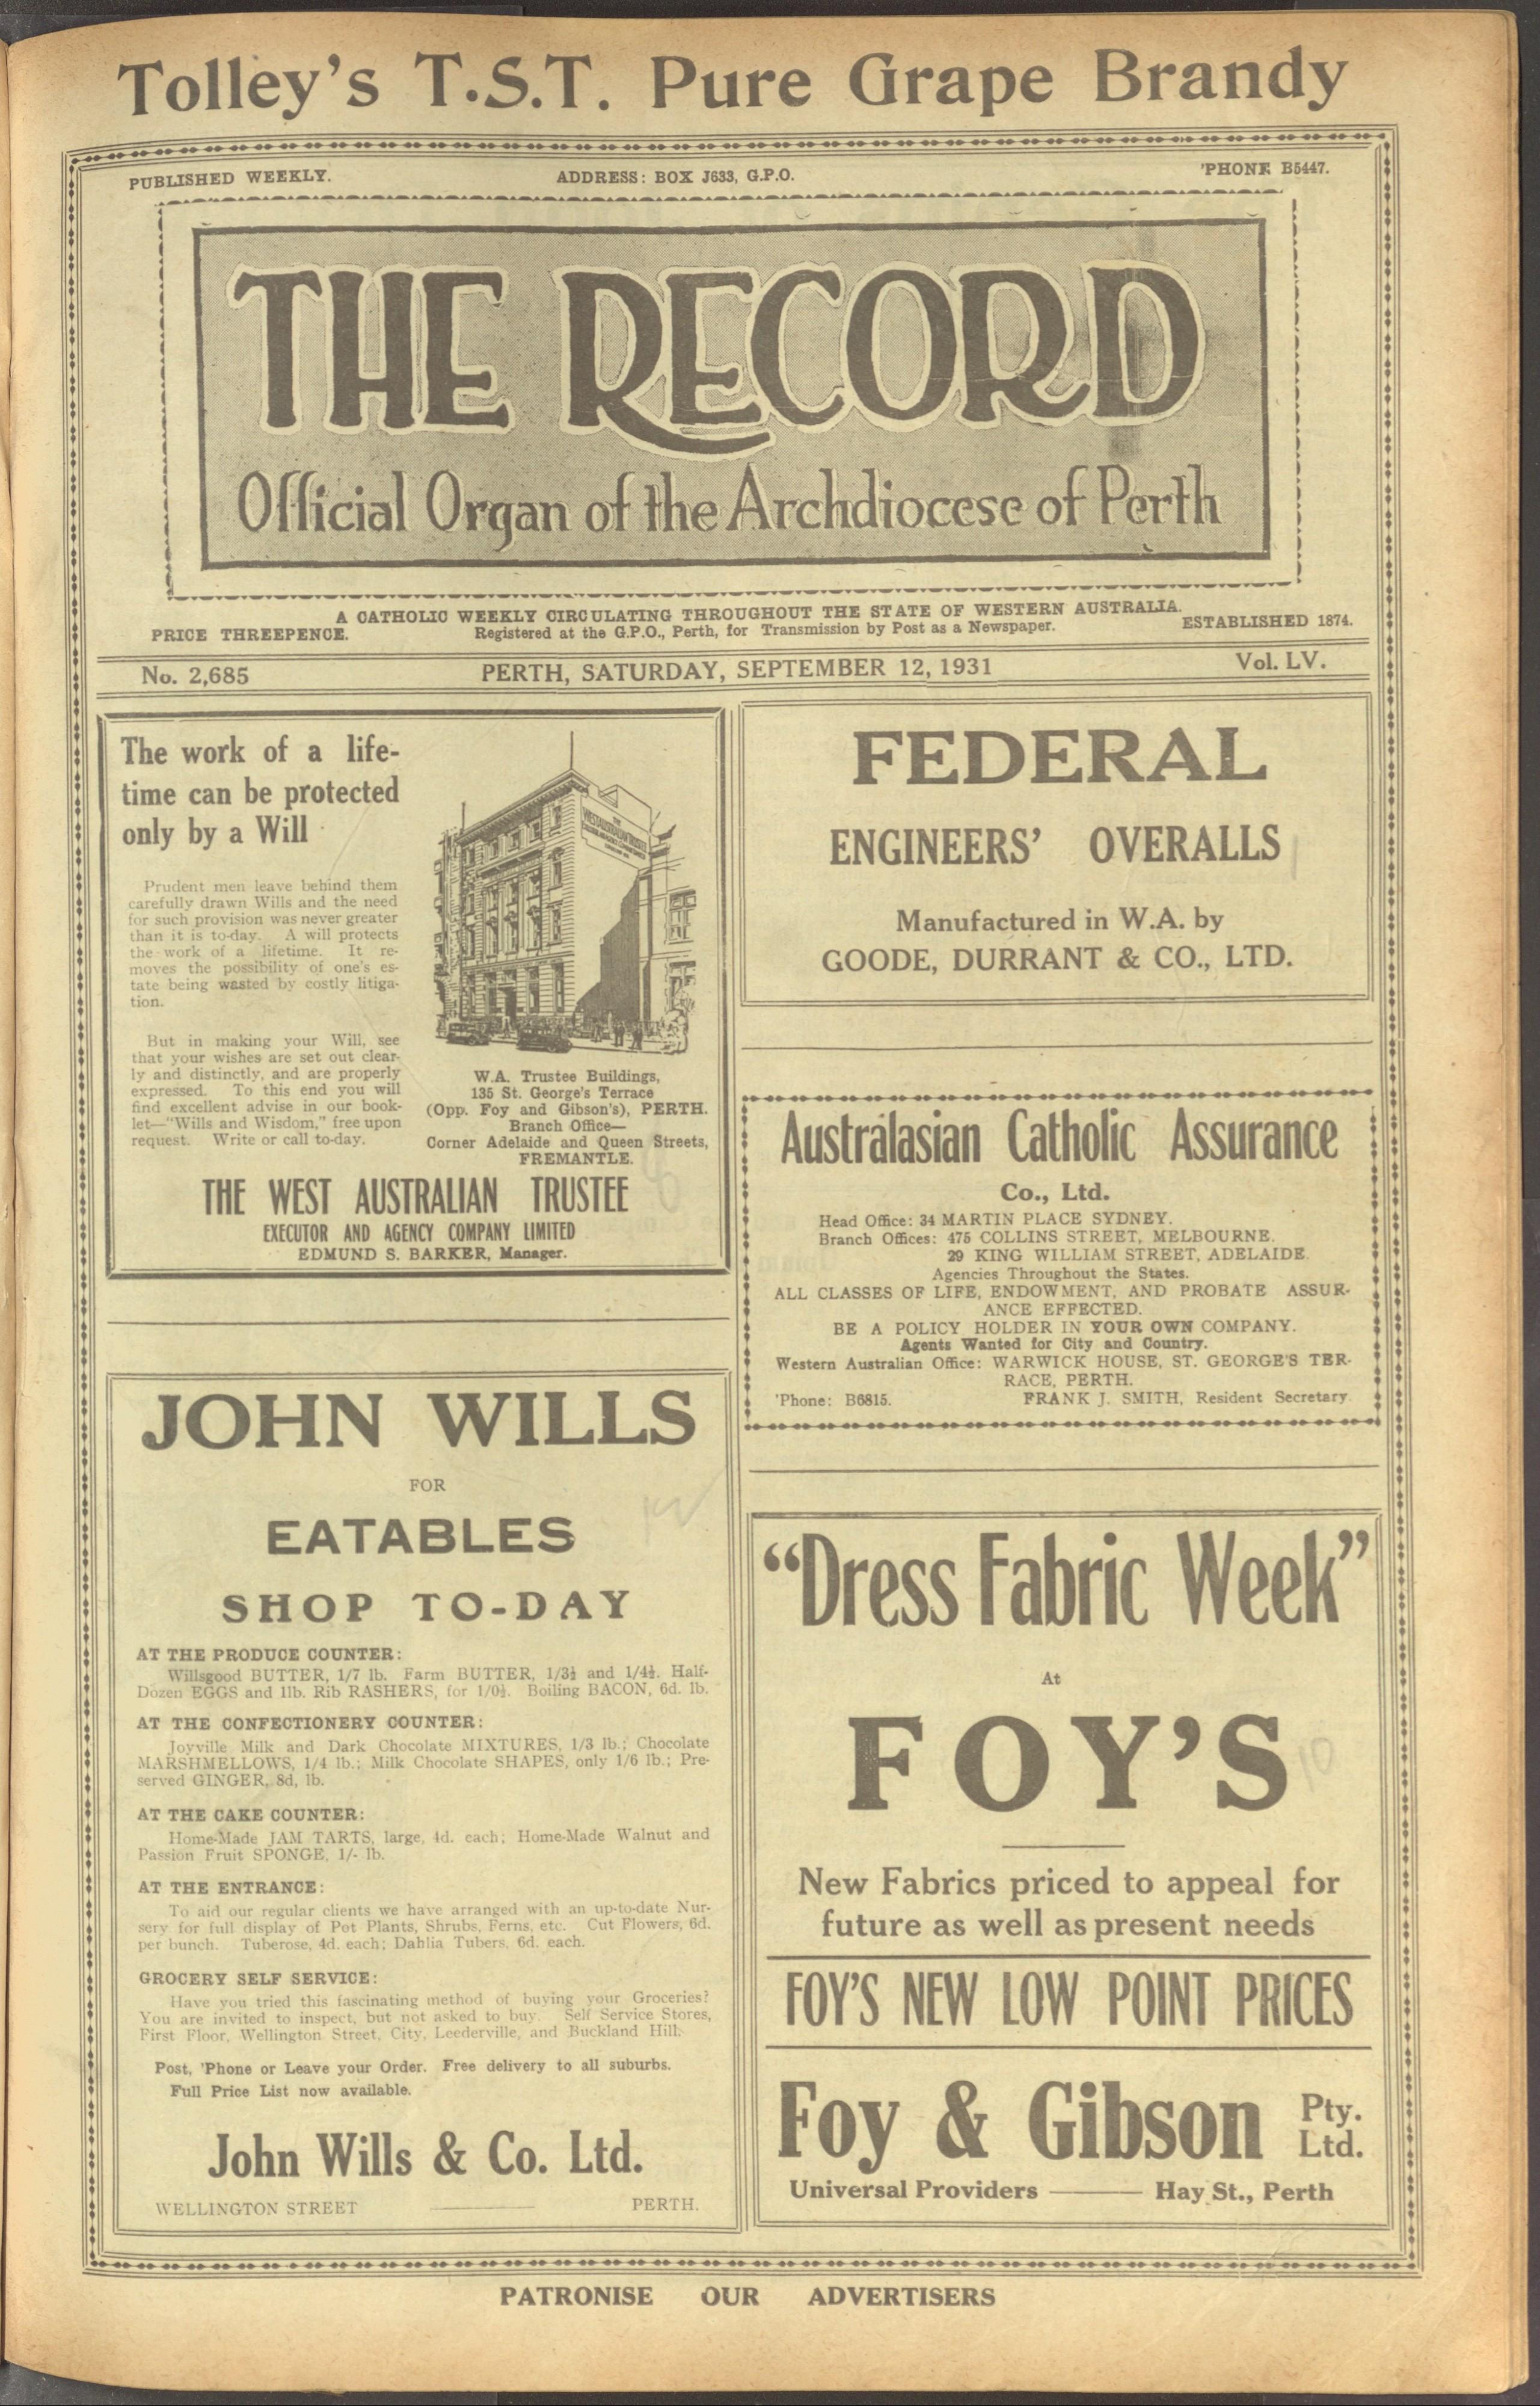 Tolley's T.S.T. Pure Grape Brandy
PUBLISHED WEEKLY. ADDRESS: BOX J633, G.P.O. 'PHONE B5447.
THE RECORD
Official Organ of the Archdiocese of Perth
A CATHOLIC WEEKLY CIRCULATING THROUGHOUT THE STATE OF WESTERN AUSTRALIA.
PRICE THREEPENCE. Registered at the G.P.O., Perth, for Transmission by Post as a Newspaper. ESTABLISHED 1874.
No. 2,685 PERTH, SATURDAY, SEPTEMBER 12, 1931 Vol. LV.
The work of a life-
time can be protected
only by a Will
Prudent men leave behind them
carefully drawn Wills and the need
for such provision was never greater
than it is to-day. A will protects
the work of a lifetime. It re-
moves the possibility of one's es-
tate being wasted by costly litiga-
tion.
But in making your Will, see
that your wishes are set out clear-
ly and distinctly, and are properly
expressed. To this end you will
find excellent advise in our book-
let—"Wills and Wisdom," free upon
request. Write or call to-day.
W.A. Trustee Buildings,
135 St. George's Terrace
(Opp. Foy and Gibson's), PERTH.
Branch Office—
Corner Adelaide and Queen Streets,
FREMANTLE.
THE WEST AUSTRALIAN TRUSTEE
EXECUTOR AND AGENCY COMPANY LIMITED
EDMUND S. BARKER, Manager.
JOHN WILLS
FOR
EATABLES
SHOP TO-DAY
AT THE PRODUCE COUNTER:
Willsgood BUTTER, 1/7 lb. Farm BUTTER, 1/3½ and 1/4½. Half-
Dozen EGGS and 1lb. Rib RASHERS, for 1/0½. Boiling BACON, 6d. lb.
AT THE CONFECTIONERY COUNTER:
Joyville Milk and Dark Chocolate MIXTURES, 1/3 lb.; Chocolate
MARSHMELLOWS, 1/4 lb.; Milk Chocolate SHAPES, only 1/6 lb.; Pre-
served GINGER, 8d, lb.
AT THE CAKE COUNTER:
Home-Made JAM TARTS, large, 4d. each; Home-Made Walnut and
Passion Fruit SPONGE, 1/- lb.
AT THE ENTRANCE:
To aid our regular clients we have arranged with an up-to-date Nur-
sery for full display of Pot Plants, Shrubs, Ferns, etc. Cut Flowers, 6d.
per bunch. Tuberose, 4d. each; Dahlia Tubers, 6d. each.
GROCERY SELF SERVICE:
Have you tried this fascinating method of buying your Groceries?
You are invited to inspect, but not asked to buy. Self Service Stores,
First Floor, Wellington Street, City, Leederville, and Buckland Hill.
Post, 'Phone or Leave your Order. Free delivery to all suburbs.
Full Price List now available.
John Wills & Co. Ltd.
WELLINGTON STREET PERTH.
FEDERAL
ENGINEERS' OVERALLS
Manufactured in W.A. by
GOODE, DURRANT & CO., LTD.
Australasian Catholic Assurance
Co., Ltd.
Head Office: 34 MARTIN PLACE SYDNEY.
Branch Offices: 475 COLLINS STREET, MELBOURNE.
29 KING WILLIAM STREET, ADELAIDE
Agencies Throughout the States.
ALL CLASSES OF LIFE, ENDOWMENT, AND PROBATE ASSUR-
ANCE EFFECTED.
BE A POLICY HOLDER IN YOUR OWN COMPANY.
Agents Wanted for City and Country.
Western Australian Office: WARWICK HOUSE, ST. GEORGE'S TER-
RACE, PERTH.
'Phone: B6815. FRANK J. SMITH, Resident Secretary.
"Dress Fabric Week"
At
FOY'S
10
New Fabrics priced to appeal for
future as well as present needs
FOY'S NEW LOW POINT PRICES
Foy & Gibson Pty.
Ltd.
Universal Providers Hay St., Perth
PATRONISE OUR ADVERTISERS